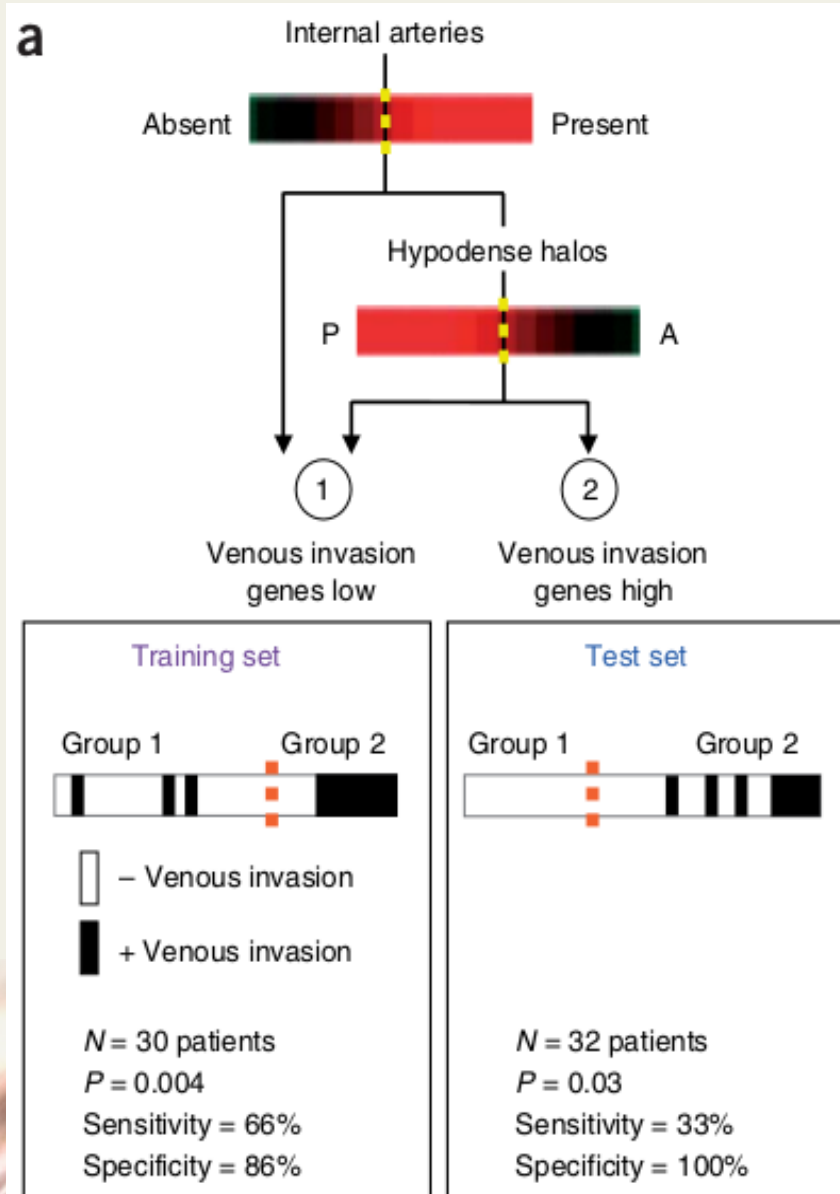 a
Internal arteries
Absent
Present
Hypodense halos
P
A
1
2
Venous invasion
genes low
Venous invasion
genes high
Training set
Group 1
Group 2
– Venous invasion
+ Venous invasion
N = 30 patients
P = 0.004
Sensitivity = 66%
Specificity = 86%
Test set
Group 1
Group 2
N = 32 patients
P = 0.03
Sensitivity = 33%
Specificity = 100%